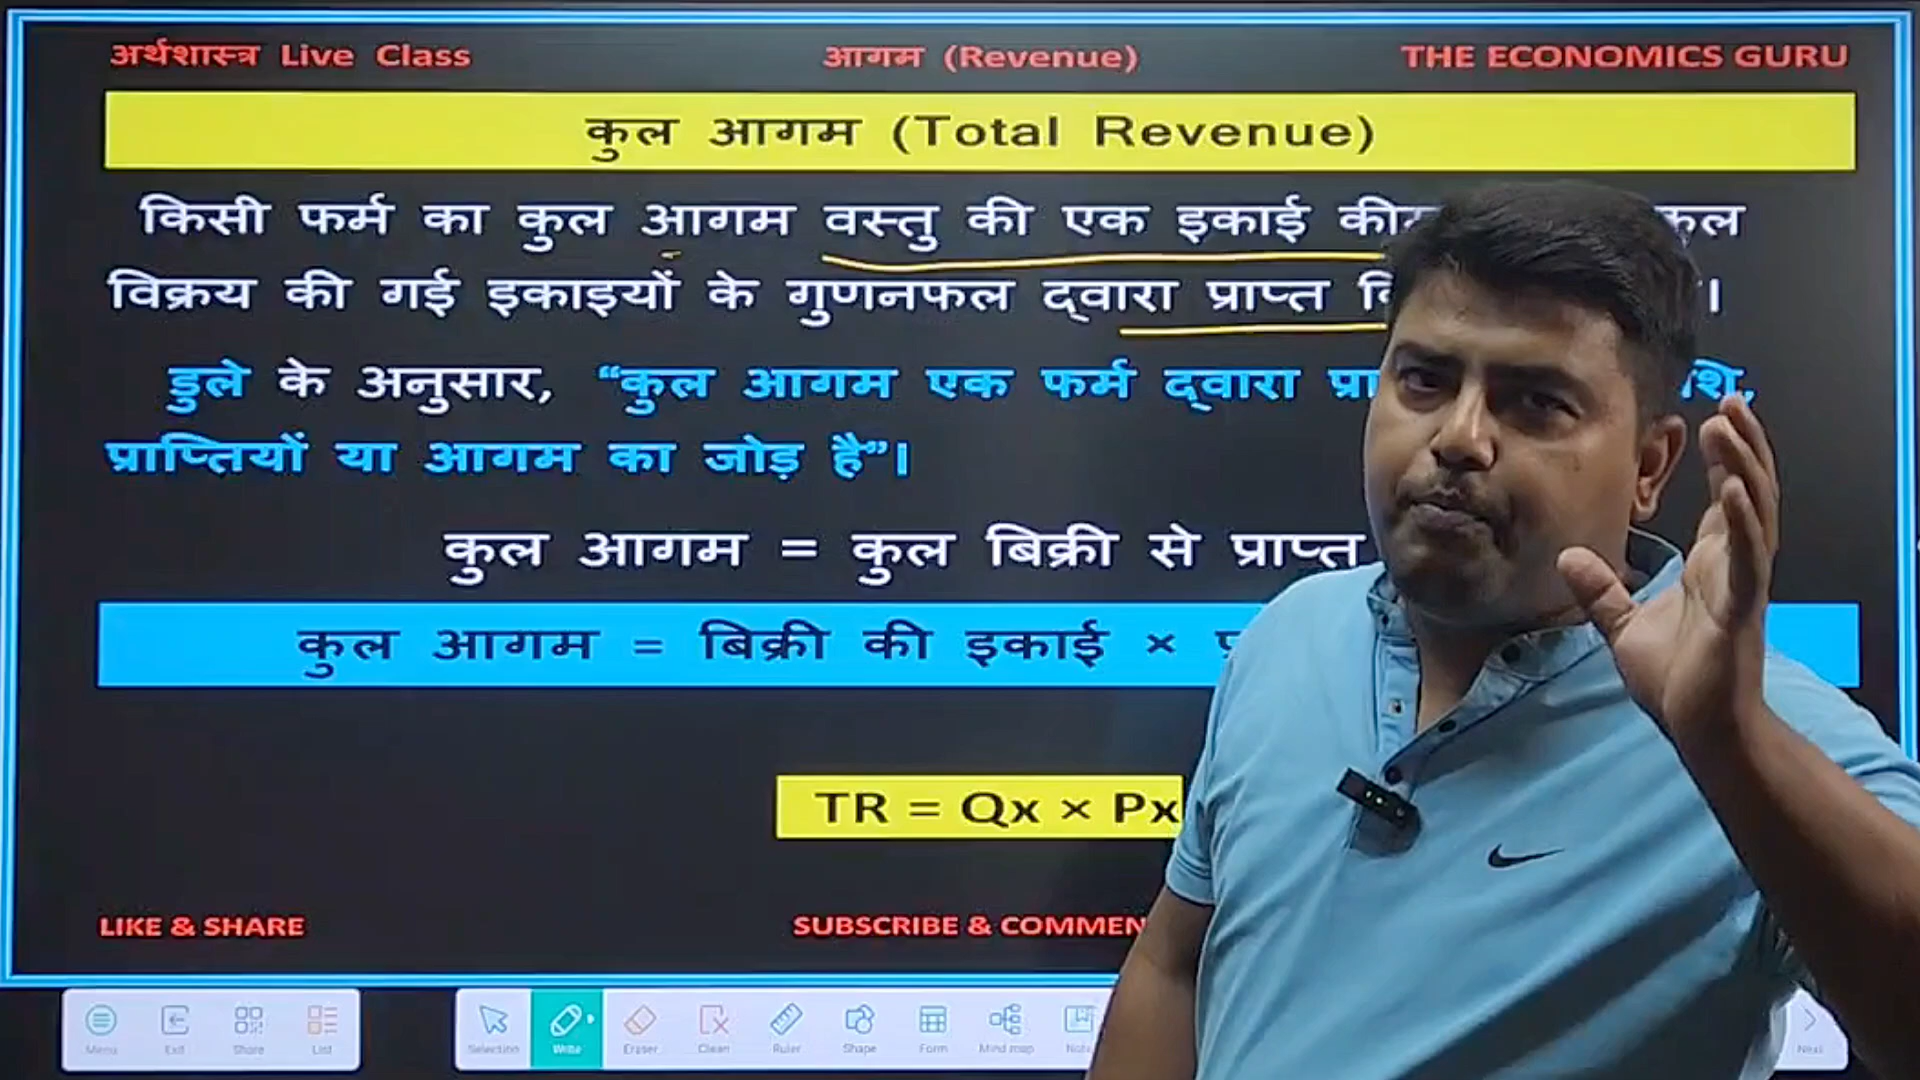 अर्थशास्त्र Live Class
आगम (Revenue)
THE ECONOMICS GURU
कुल आगम (Total Revenue)
किसी फर्म का कुल आगम वस्तु की एक इकाई
विक्रय की गई इकाइयों के गुणनफल द्वारा प्राप्त
डुले के अनुसार, “कुल आगम एक फर्म द्वारा
प्राप्तियों या आगम का जोड़ है”।
कुल आगम = कुल बिक्री से प्राप्त
कुल आगम = बिक्री की इकाई ×
TR = Qx × Px
LIKE & SHARE
SUBSCRIBE &
Menu Exit Share List Selection Write Eraser Clean Ruler Shape Form Mind map Next